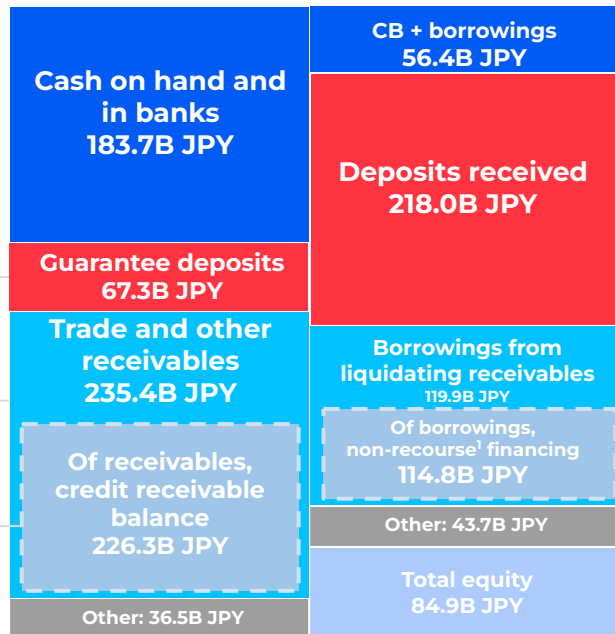 Cash on hand and
in banks
183.7B JPY
Guarantee deposits
67.3B JPY
Trade and other
receivables
235.4B JPY
Of receivables,
credit receivable
balance
226.3B JPY
Other: 36.5B JPY
CB + borrowings
56.4B JPY
Deposits received
218.0B JPY
Borrowings from
liquidating receivables
119.9B JPY
Of borrowings,
non-recourse¹ financing
114.8B JPY
Other: 43.7B JPY
Total equity
84.9B JPY